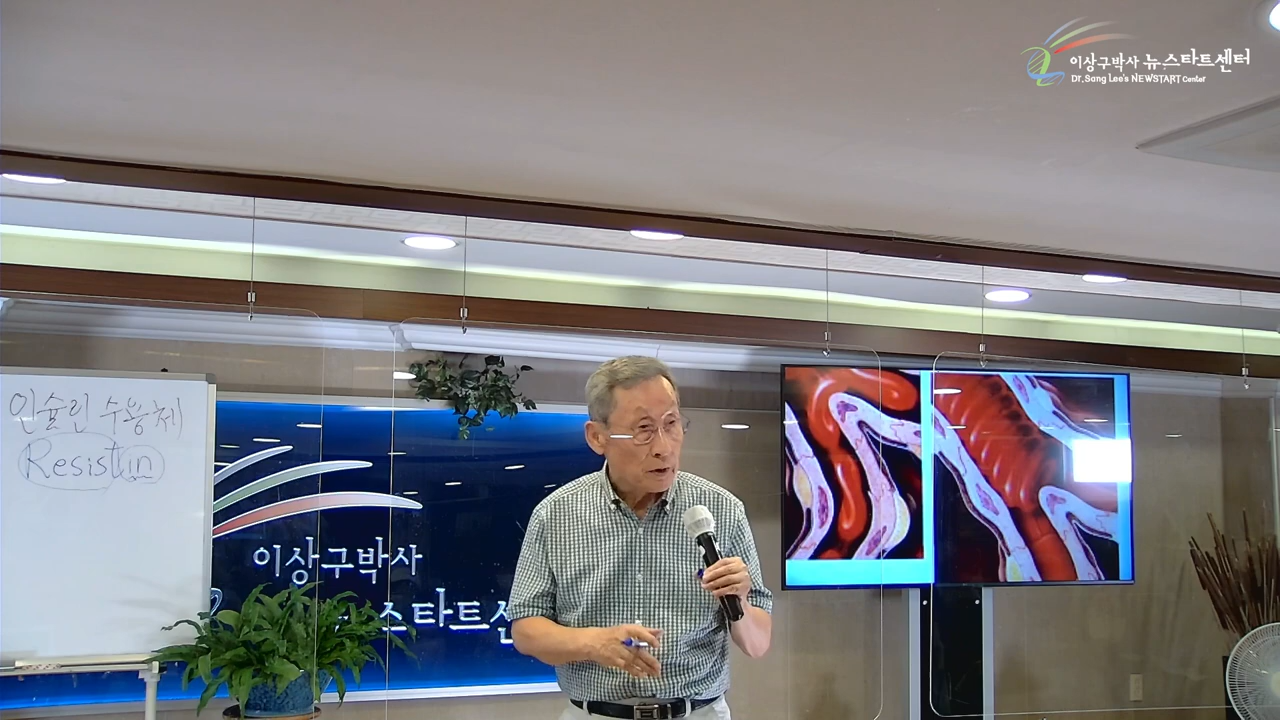 이상구박사 뉴스타트센터
Dr. Sang Lee's NEWSTART Center
인슐린 수용체
Resistin
이상구박사
스타트센